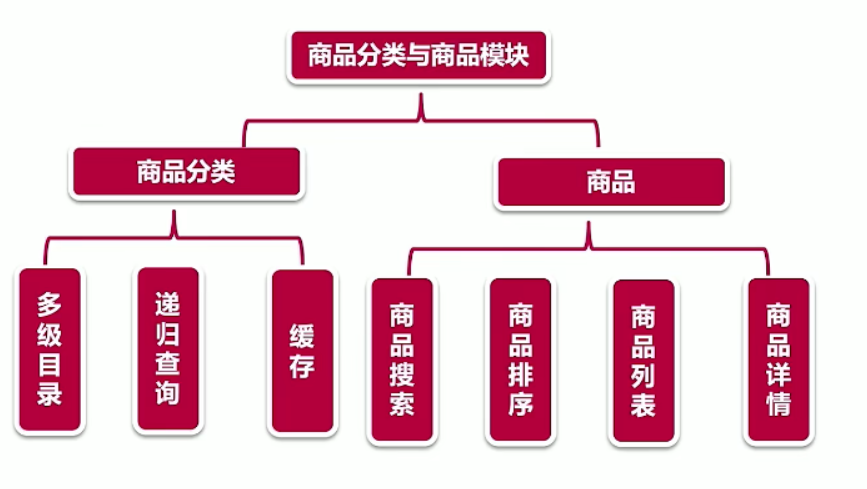 商品分类与商品模块
商品分类
商品
多级目录
递归查询
缓存
商品搜索
商品排序
商品列表
商品详情